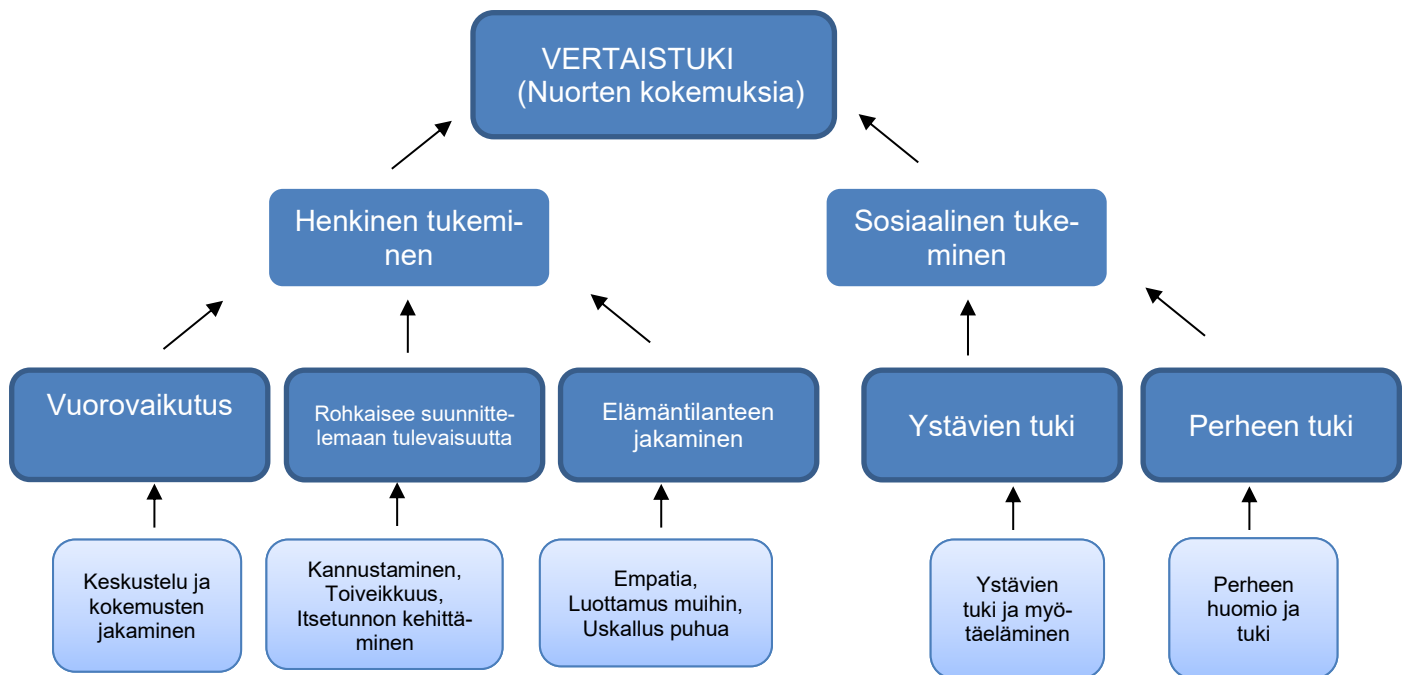 VERTAISTUKI
(Nuorten kokemuksia)
Henkinen tukemi-
nen
Sosiaalinen tuke-
minen
Vuorovaikutus
Rohkaisee suunnitte-
lemaan tulevaisuutta
Elämäntilanteen
jakaminen
Ystävien tuki
Perheen tuki
Keskustelu ja
kokemusten
jakaminen
Kannustaminen,
Toiveikkuus,
Itsetunnon kehittä-
minen
Empatia,
Luottamus muihin,
Uskallus puhua
Ystävien
tuki ja myö-
täeläminen
Perheen
huomio ja
tuki